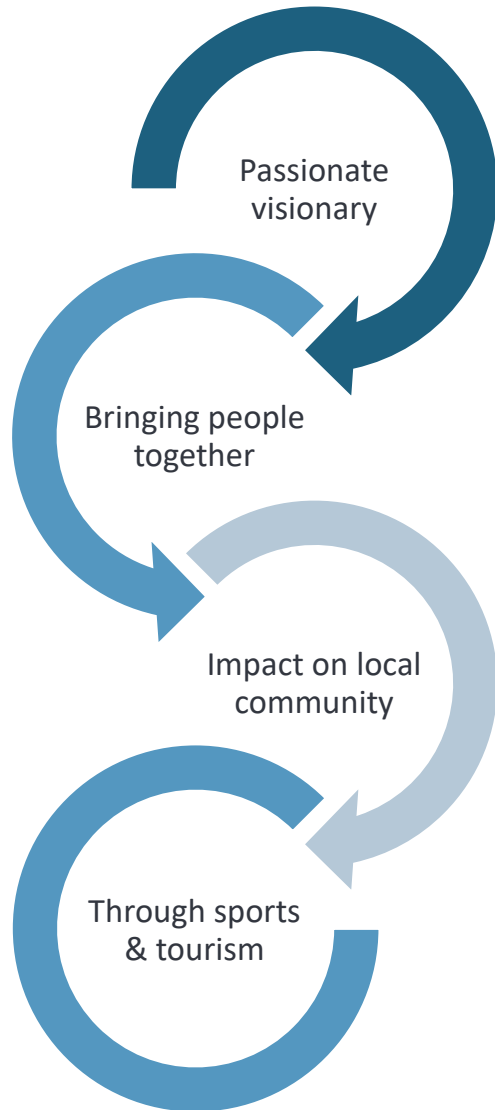 Passionate
visionary
Bringing people
together
Impact on local
community
Through sports
& tourism